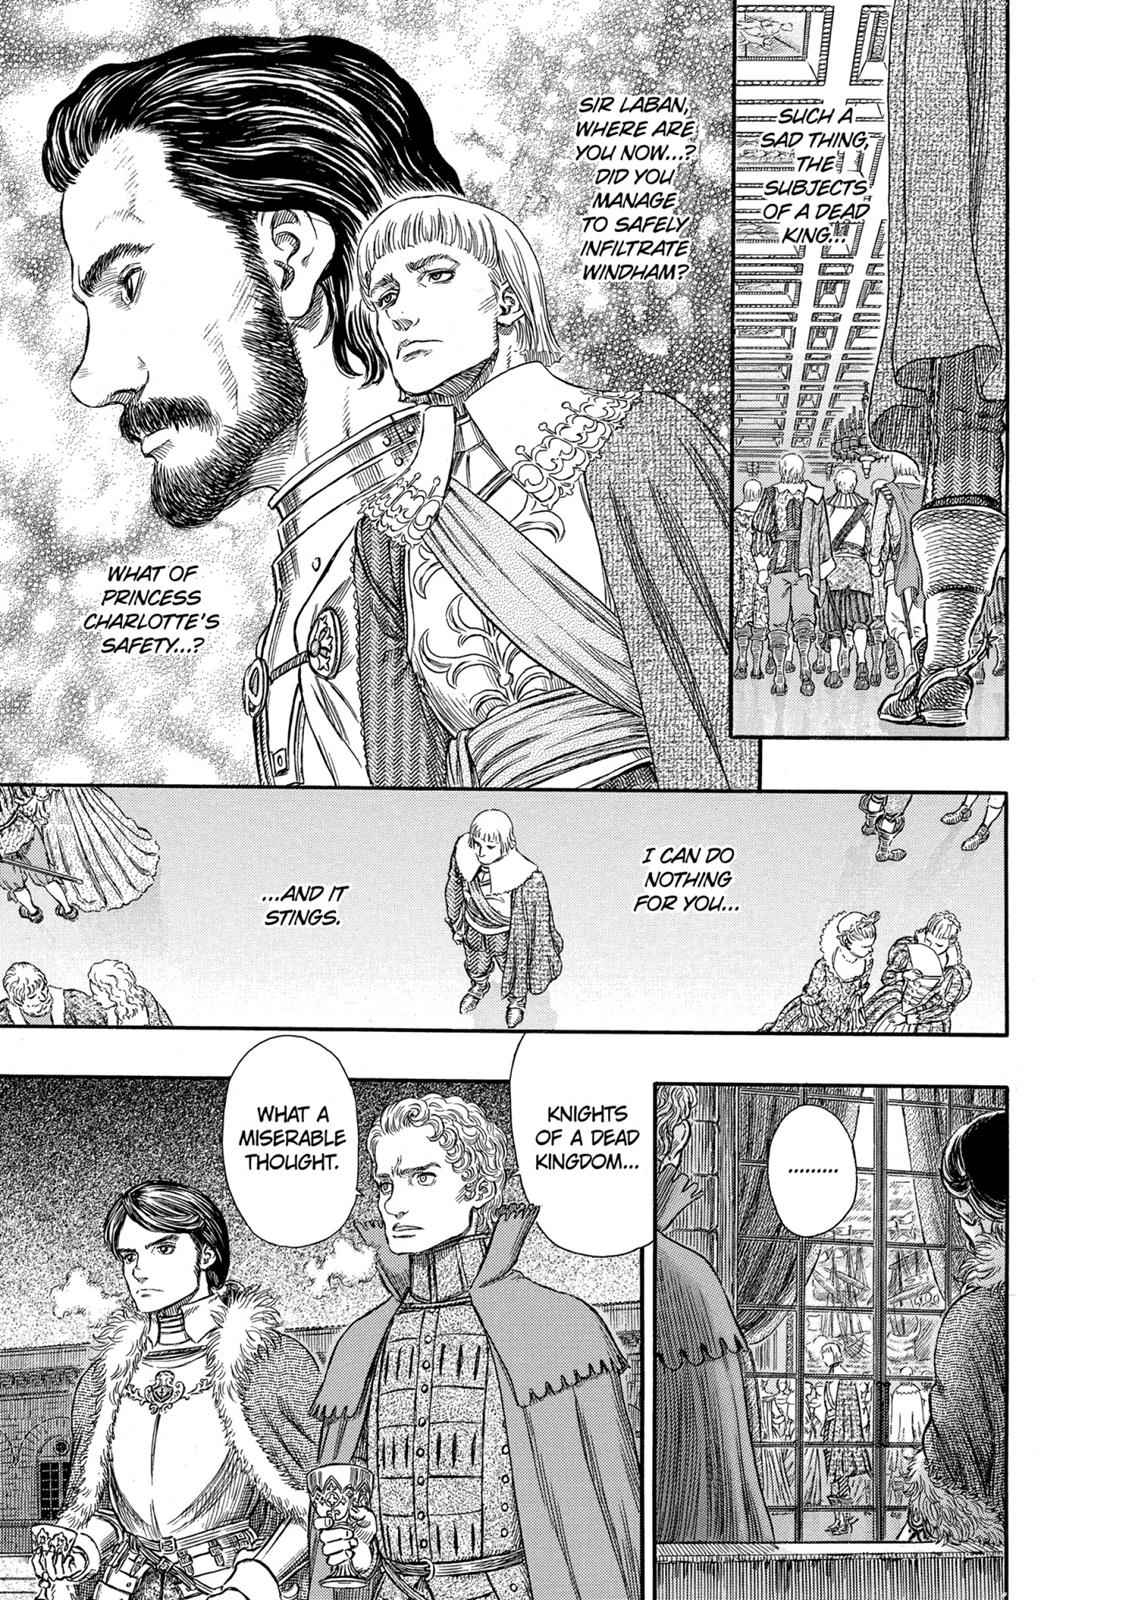 SUCH A
SAD THING,
THE
SUBJECTS
OF A DEAD
KING...
SIR LABAN,
WHERE ARE
YOU NOW...?
DID YOU
MANAGE
TO SAFELY
INFILTRATE
WINDHAM?
WHAT OF
PRINCESS
CHARLOTTE'S
SAFETY...?
I CAN DO
NOTHING
FOR YOU...
...AND IT
STINGS.
..........
KNIGHTS
OF A DEAD
KINGDOM...
WHAT A
MISERABLE
THOUGHT.